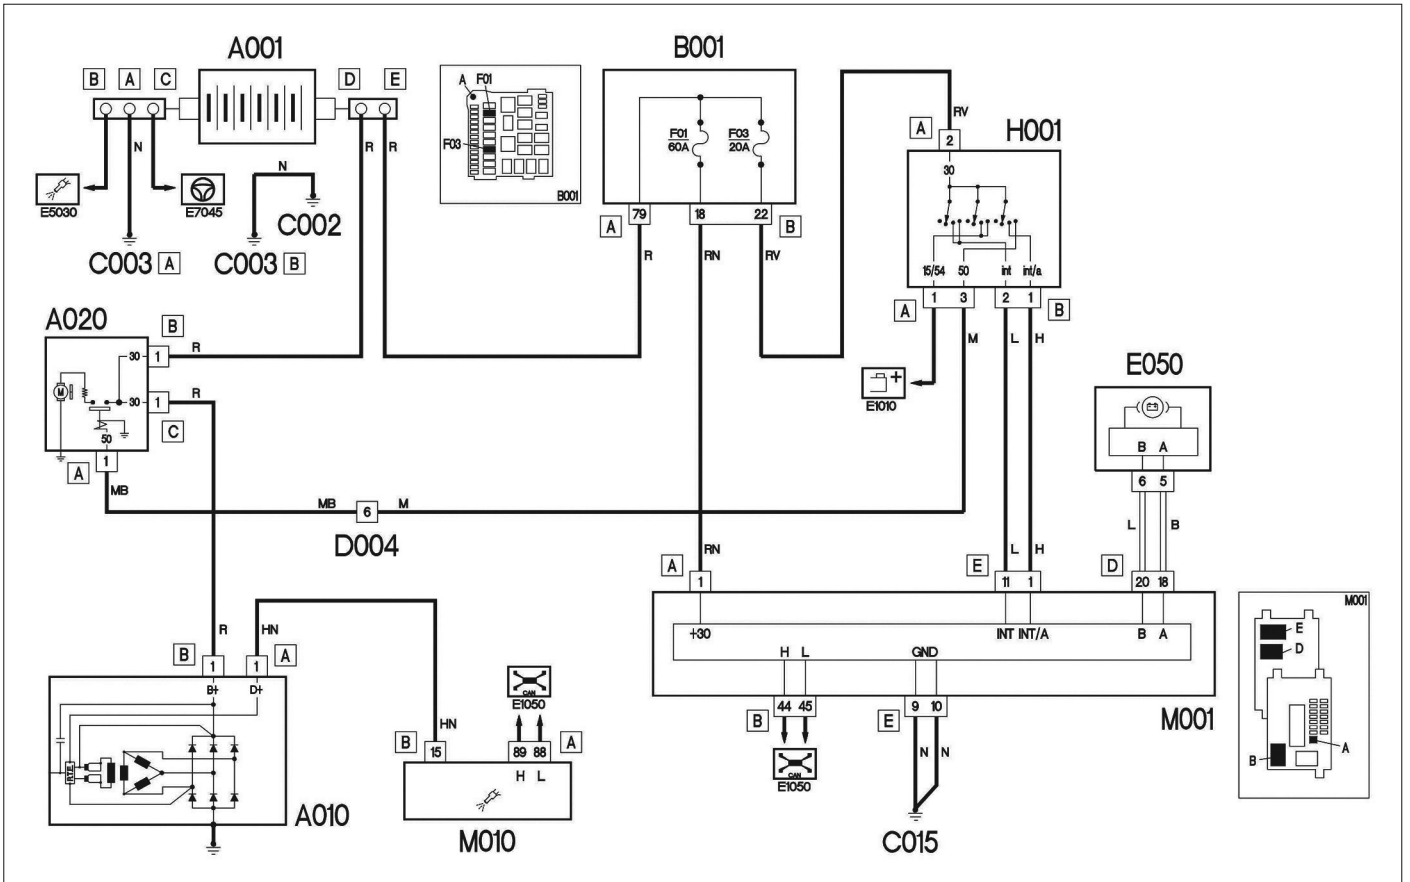 A001
B A C
D E
N
R R
E5030
E7045
C003 A
N
C002
C003 B
A F01
F03
B001
B001
F01
60A
F03
20A
79 18 22
A B
R RN RV
RV
A 2
H001
30
15/54 50 int int/a
A 1 3 2 1 B
M L H
E1010
A020
B
R
30 1
M
R
30 1
C
50
A 1
MB
MB 6 M
D004
E050
B A
6 5
L B
RN L H
A 1
E 11 1
D 20 18
+30
INT INT/A
B A
H L
GND
B 44 45
E 9 10
M001
CAN
E1050
N N
C015
R HN
B 1 1 A
B+ D+
A010
HN
CAN
E1050
B 15
89 88 A
H L
M010
M001
E
D
A
B